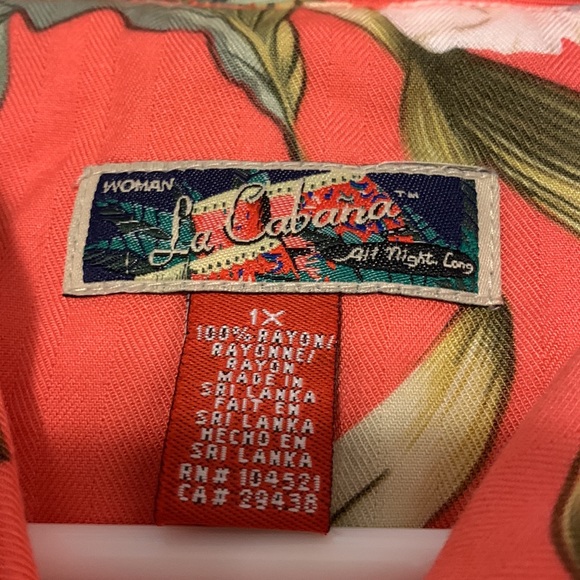 WOMAN
La Cabaña™
All Night Long
1X
100% RAYON/
RAYONNE/
RAYON
MADE IN
SRI LANKA
FAIT EN
SRI LANKA
HECHO EN
SRI LANKA
RN# 104521
CA# 29438